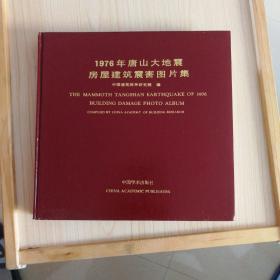 1976年唐山大地震
房屋建筑震害图片集
中国建筑科学研究院 编
THE MAMMOTH TANGSHAN EARTHQUAKE OF 1976
BUILDING DAMAGE PHOTO ALBUM
COMPILED BY CHINA ACADEMY OF BUILDING RESEARCH
中国学术出版社
CHINA ACADEMIC PUBLISHERS